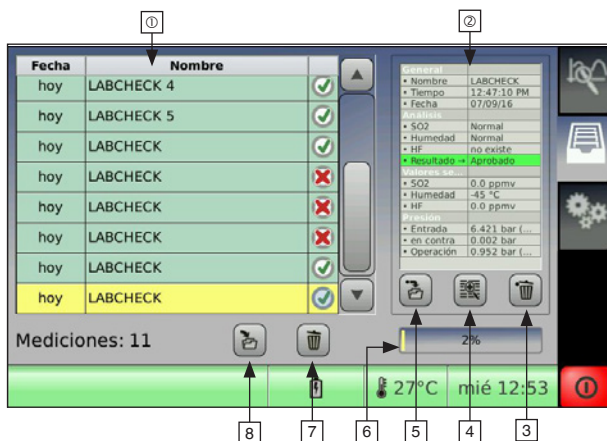 ① ②
Fecha Nombre
hoy LABCHECK 4
hoy LABCHECK 5
hoy LABCHECK
hoy LABCHECK
hoy LABCHECK
hoy LABCHECK
hoy LABCHECK
hoy LABCHECK
General
• Nombre LABCHECK
• Tiempo 12:47:10 PM
• Fecha 07/09/16
Análisis
• SO2 Normal
• Humedad Normal
• HF no existe
• Resultado → Aprobado
Valores se...
• SO2 0.0 ppmv
• Humedad -45 °C
• HF 0.0 ppmv
Presión
• Entrada 6.421 bar (...
• en contra 0.002 bar
• Operación 0.952 bar (...
Mediciones: 11
2%
27°C mié 12:53
8 7 6 5 4 3